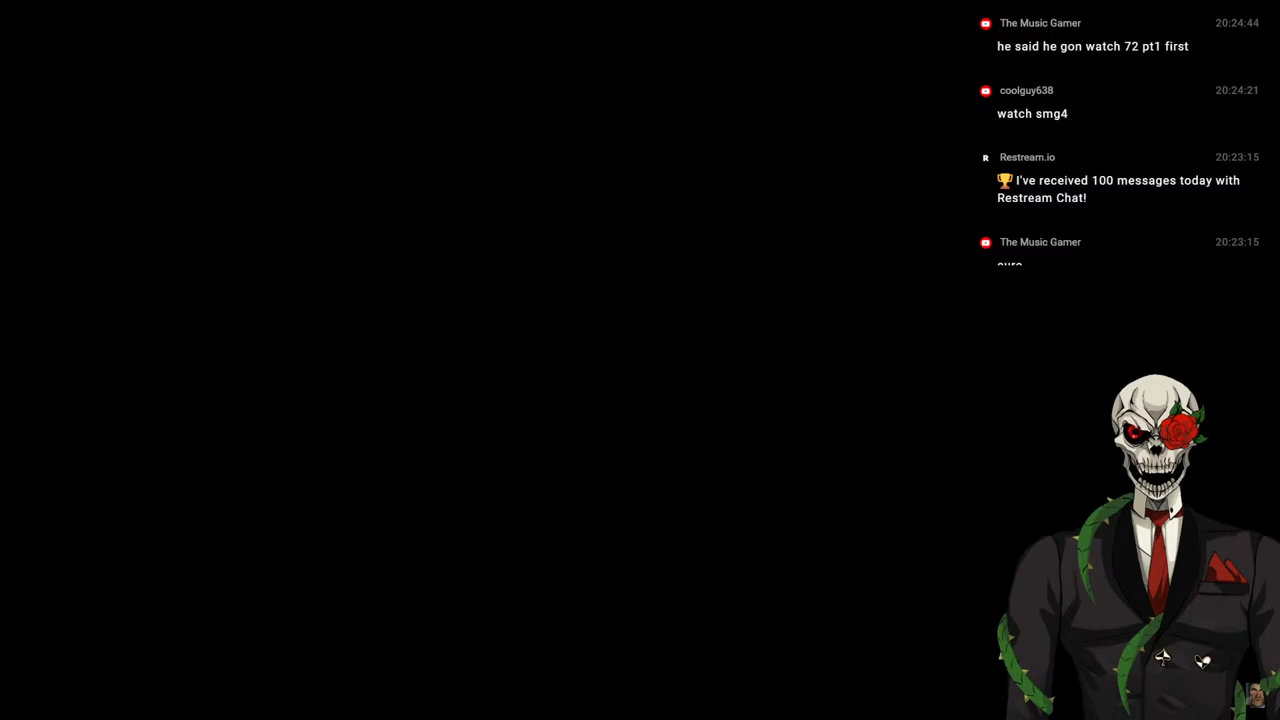 The Music Gamer 20:24:44
he said he gon watch 72 pt1 first
coolguy638 20:24:21
watch smg4
R Restream.io 20:23:15
🏆 I've received 100 messages today with
Restream Chat!
The Music Gamer 20:23:15